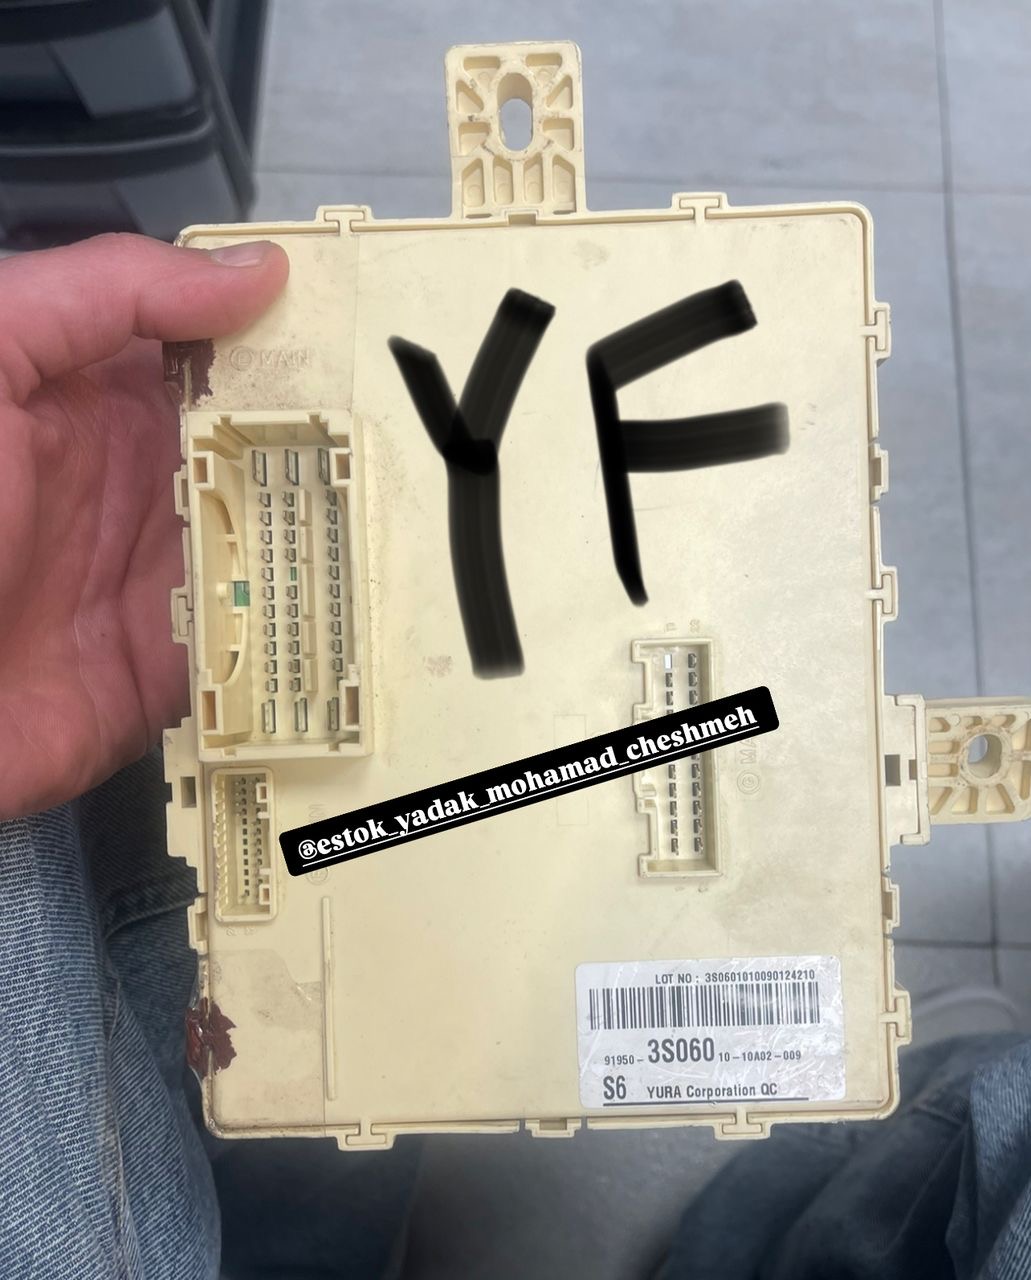 YF
© MAIN
@estok_yadak_mohamad_cheshmeh
LOT NO : 3S0601010090124210
91950 - 3S060 10-10A02-009
S6 YURA Corporation QC